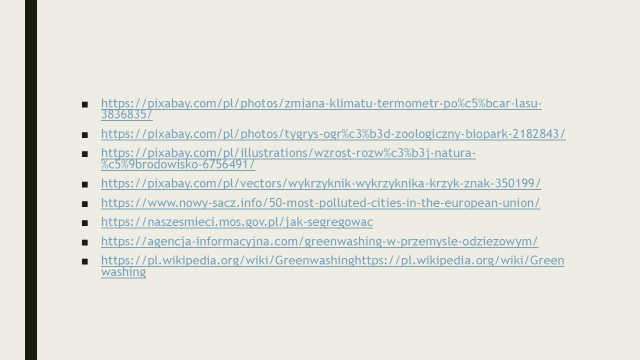 https://pixabay.com/pl/photos/zmiana-klimatu-termometr-po%c5%bcar-lasu-
3836835/
https://pixabay.com/pl/photos/tygrys-ogr%c3%b3d-zoologiczny-biopark-2182843/
https://pixabay.com/pl/illustrations/wzrost-rozw%c3%b3j-natura-
%c5%9brodowisko-6756491/
https://pixabay.com/pl/vectors/wykrzyknik-wykrzyknika-krzyk-znak-350199/
https://www.nowy-sacz.info/50-most-polluted-cities-in-the-european-union/
https://naszesmieci.mos.gov.pl/jak-segregowac
https://agencja-informacyjna.com/greenwashing-w-przemysle-odziezowym/
https://pl.wikipedia.org/wiki/Greenwashinghttps://pl.wikipedia.org/wiki/Green
washing